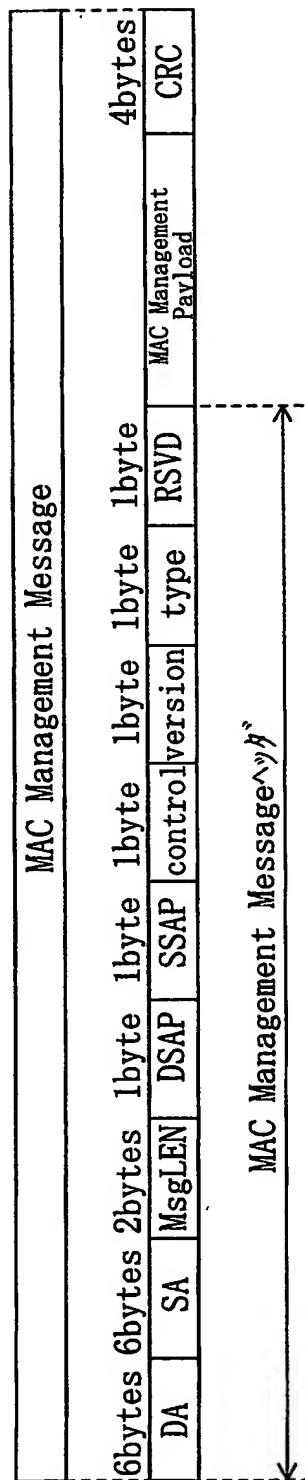 MAC Management Message
6bytes 6bytes 2bytes 1byte 1byte 1byte 1byte 1byte 1byte 4bytes
DA SA MsgLEN DSAP SSAP control version type RSVD MAC Management Payload CRC
MAC Management Messageヘッダ